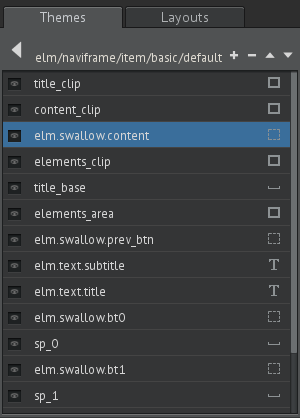 Themes Layouts
elm/naviframe/item/basic/default
title_clip
content_clip
elm.swallow.content
elements_clip
title_base
elements_area
elm.swallow.prev_btn
elm.text.subtitle T
elm.text.title T
elm.swallow.bt0
sp_0
elm.swallow.bt1
sp_1